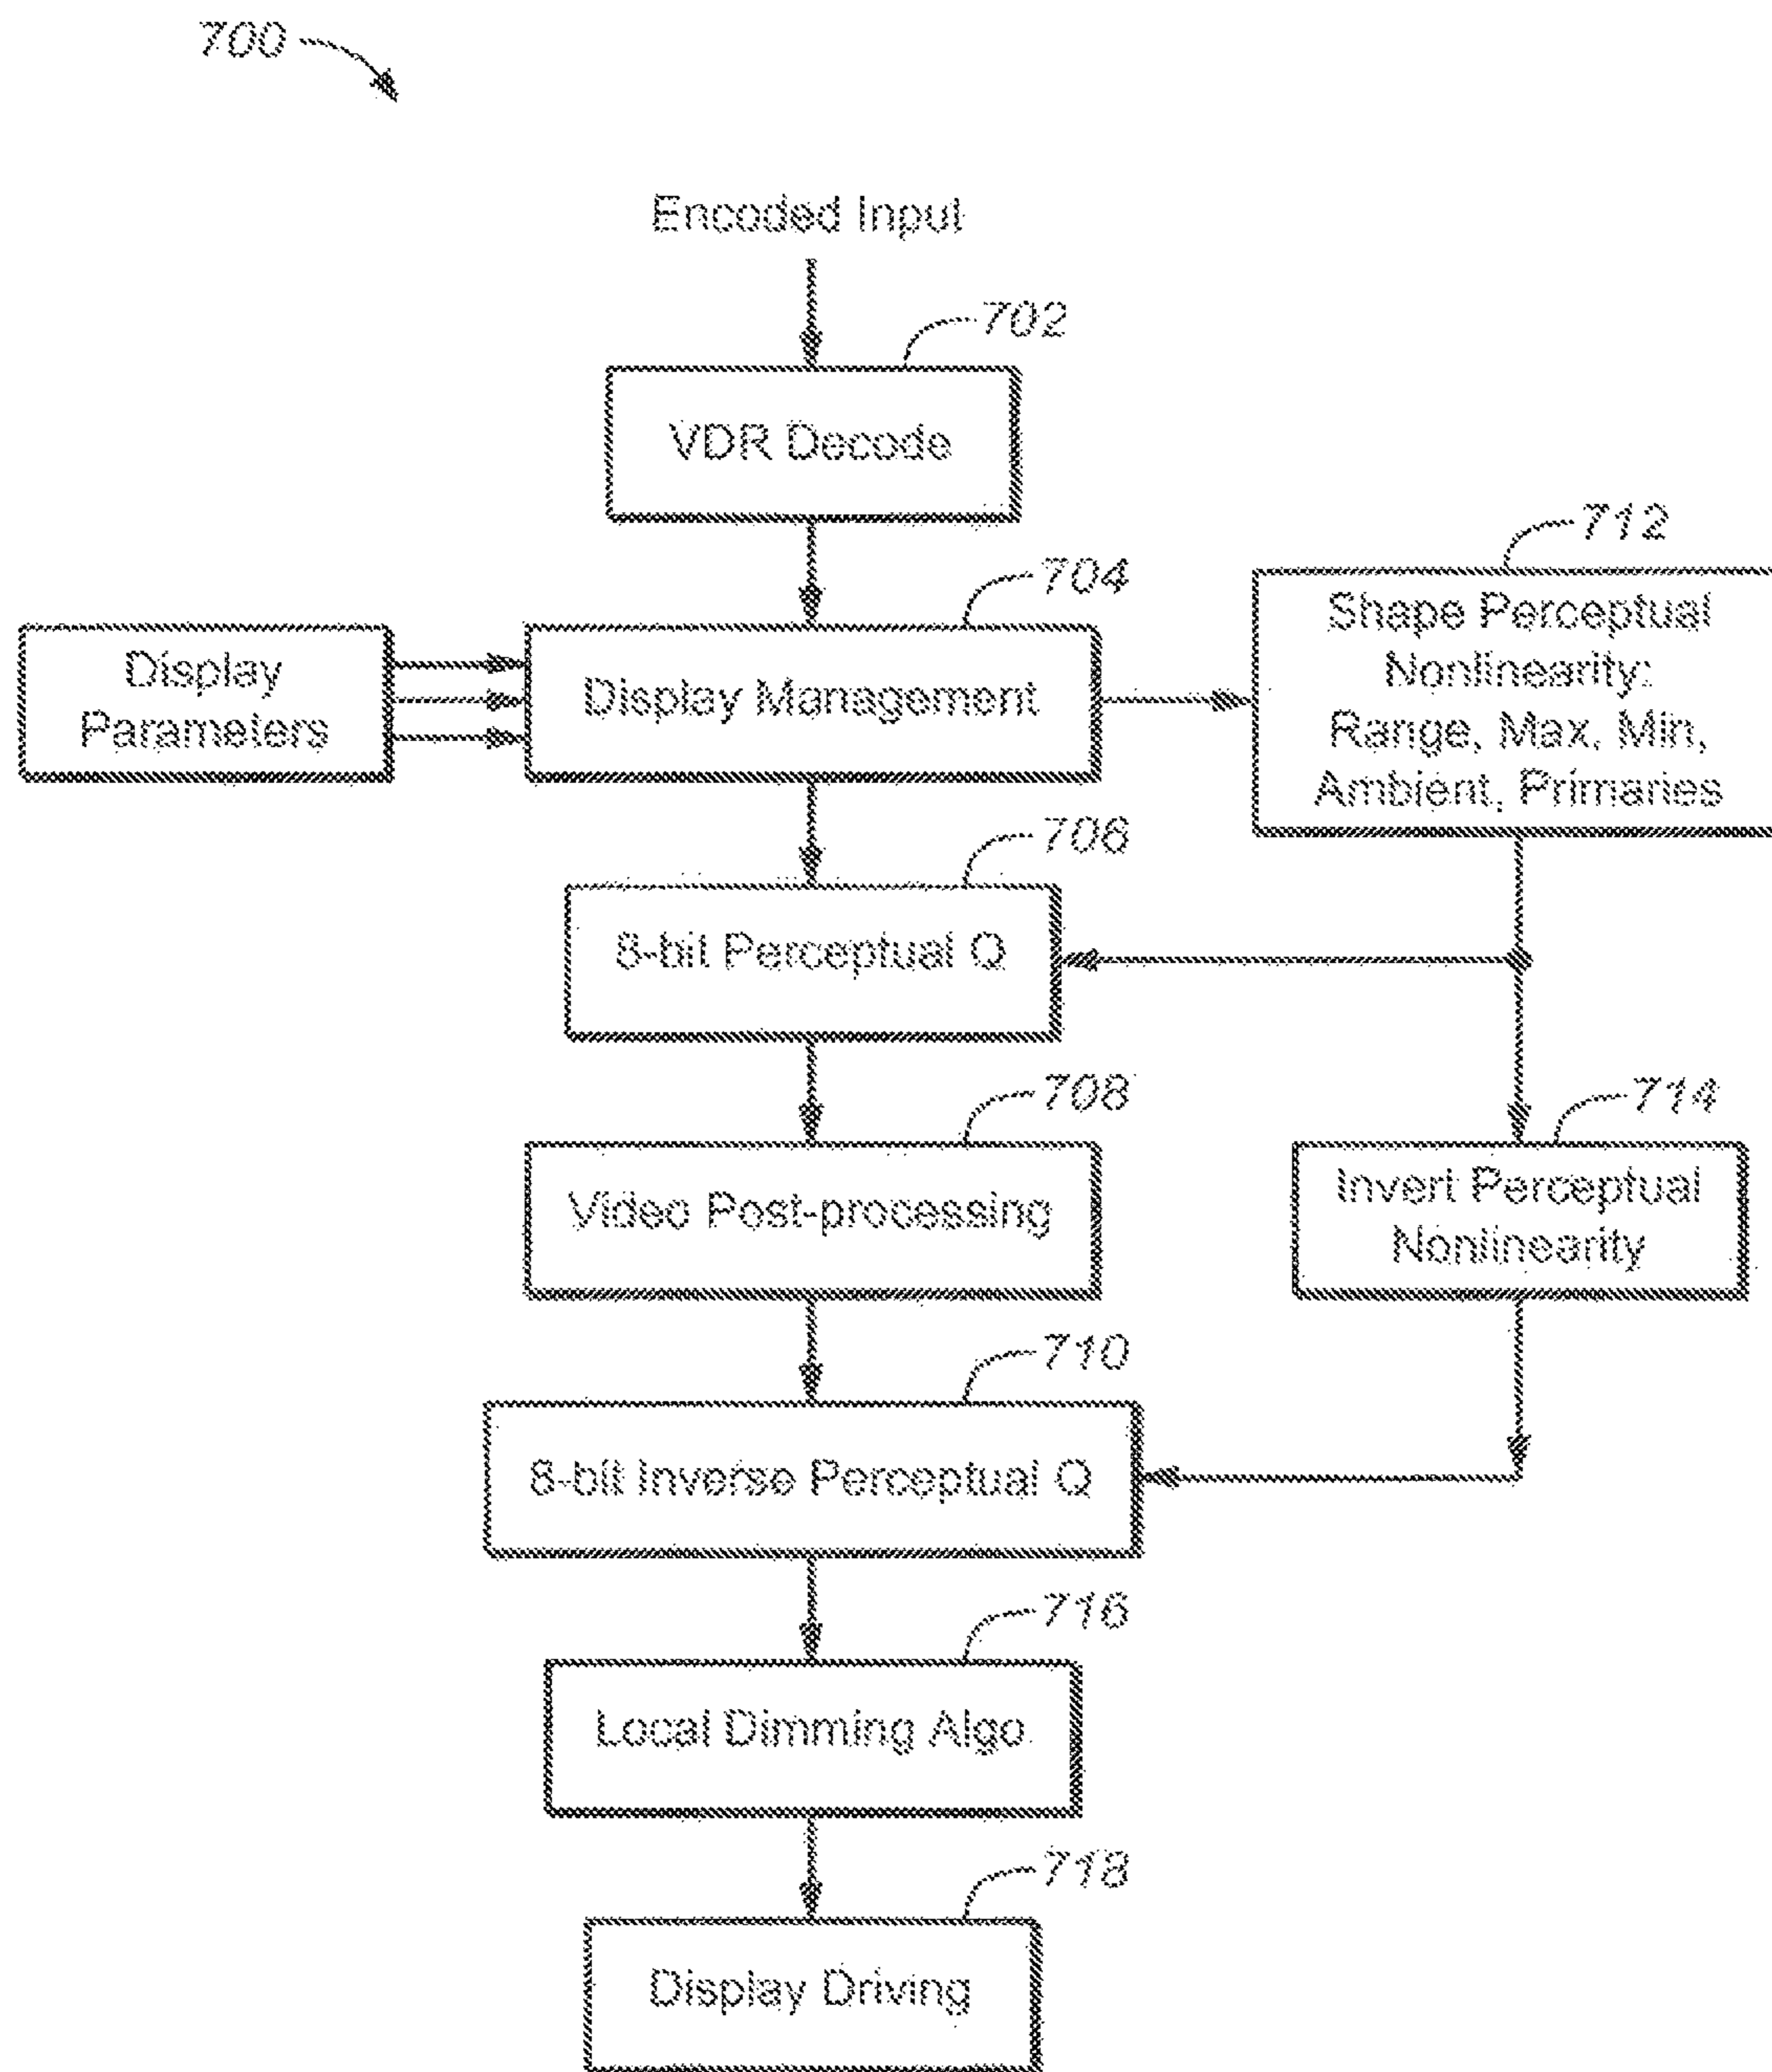 700
Encoded Input
702
VDR Decode
704
712
Display
Parameters
Display Management
Shape Perceptual
Nonlinearity:
Range, Max, Min,
Ambient, Primaries
706
8-bit Perceptual Q
708
714
Video Post-processing
Invert Perceptual
Nonlinearity
710
8-bit Inverse Perceptual Q
716
Local Dimming Algo.
718
Display Driving